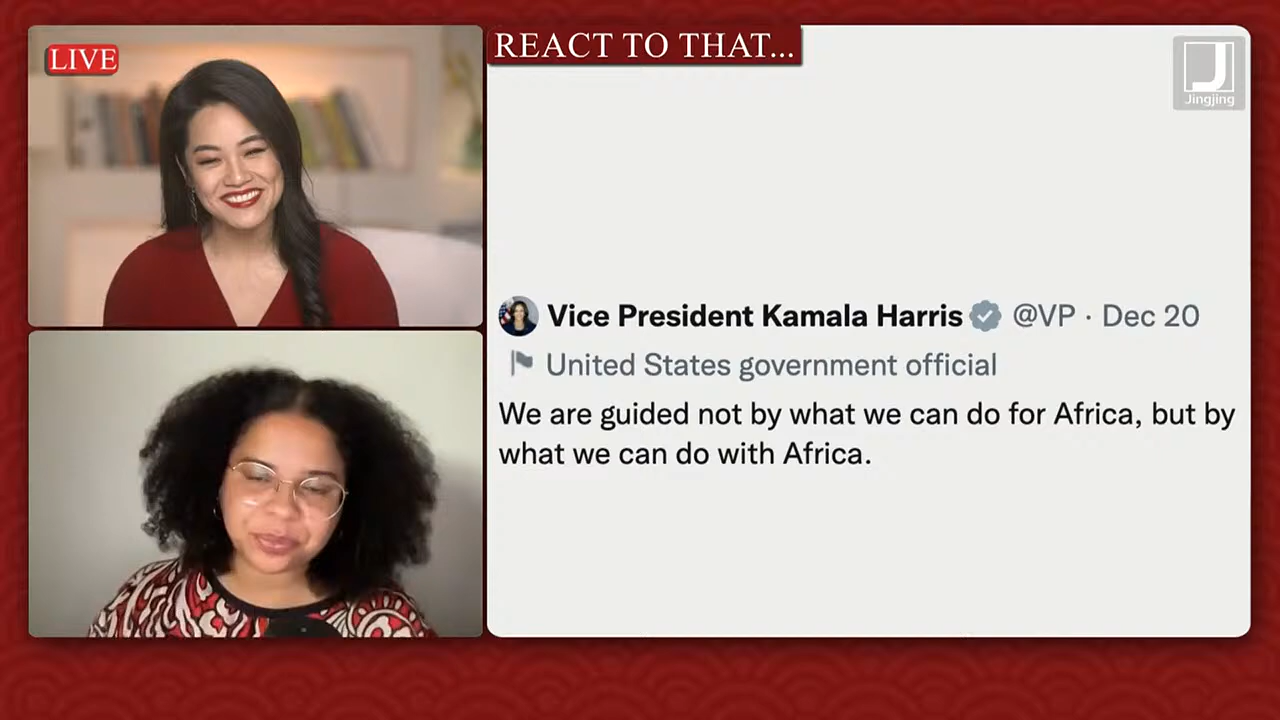 LIVE
REACT TO THAT...
Jingjing
Vice President Kamala Harris @VP · Dec 20
United States government official
We are guided not by what we can do for Africa, but by
what we can do with Africa.